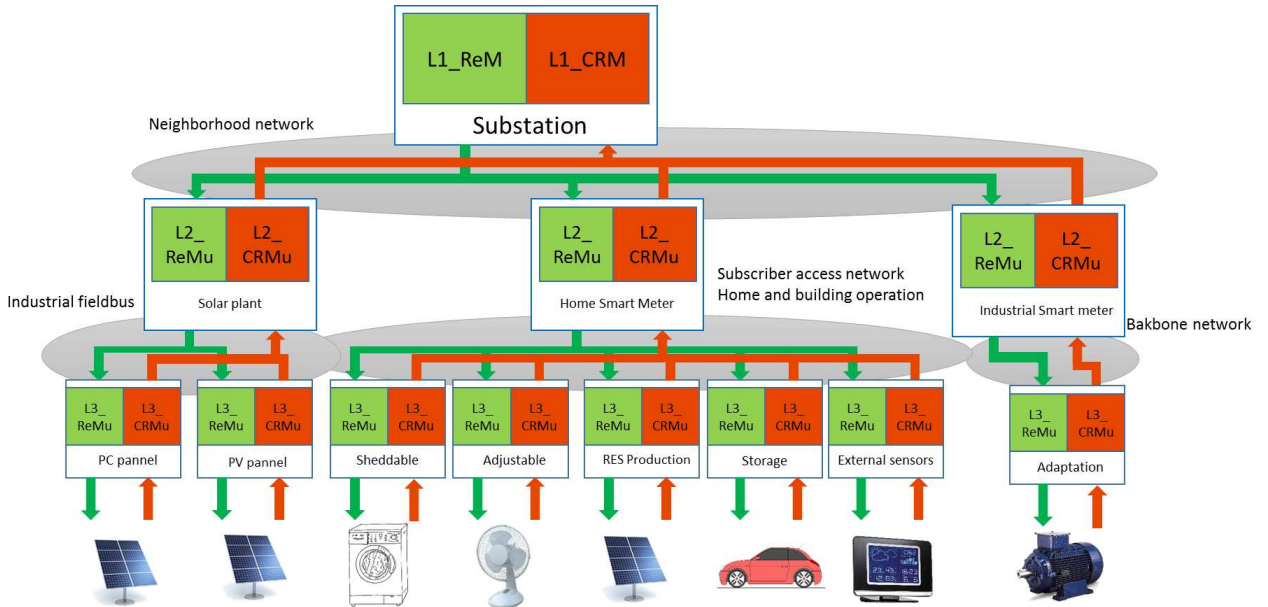 L1_ReM
L1_CRM
Substation
Neighborhood network
L2_
ReMu
L2_
CRMu
Solar plant
L2_
ReMu
L2_
CRMu
Home Smart Meter
L2_
ReMu
L2_
CRMu
Industrial Smart meter
Industrial fieldbus
Subscriber access network
Home and building operation
Bakbone network
L3_
ReMu
L3_
CRMu
PC pannel
L3_
ReMu
L3_
CRMu
PV pannel
L3_
ReMu
L3_
CRMu
Sheddable
L3_
ReMu
L3_
CRMu
Adjustable
L3_
ReMu
L3_
CRMu
RES Production
L3_
ReMu
L3_
CRMu
Storage
L3_
ReMu
L3_
CRMu
External sensors
L3_
ReMu
L3_
CRMu
Adaptation